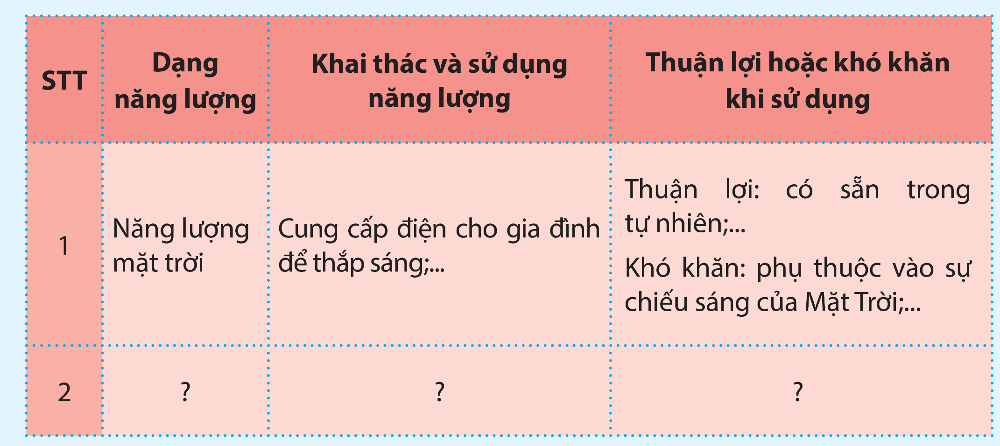 STT
Dạng
năng lượng
Khai thác và sử dụng
năng lượng
Thuận lợi hoặc khó khăn
khi sử dụng
1
Năng lượng
mặt trời
Cung cấp điện cho gia đình
để thắp sáng;...
Thuận lợi: có sẵn trong
tự nhiên;...
Khó khăn: phụ thuộc vào sự
chiếu sáng của Mặt Trời;...
2
?
?
?